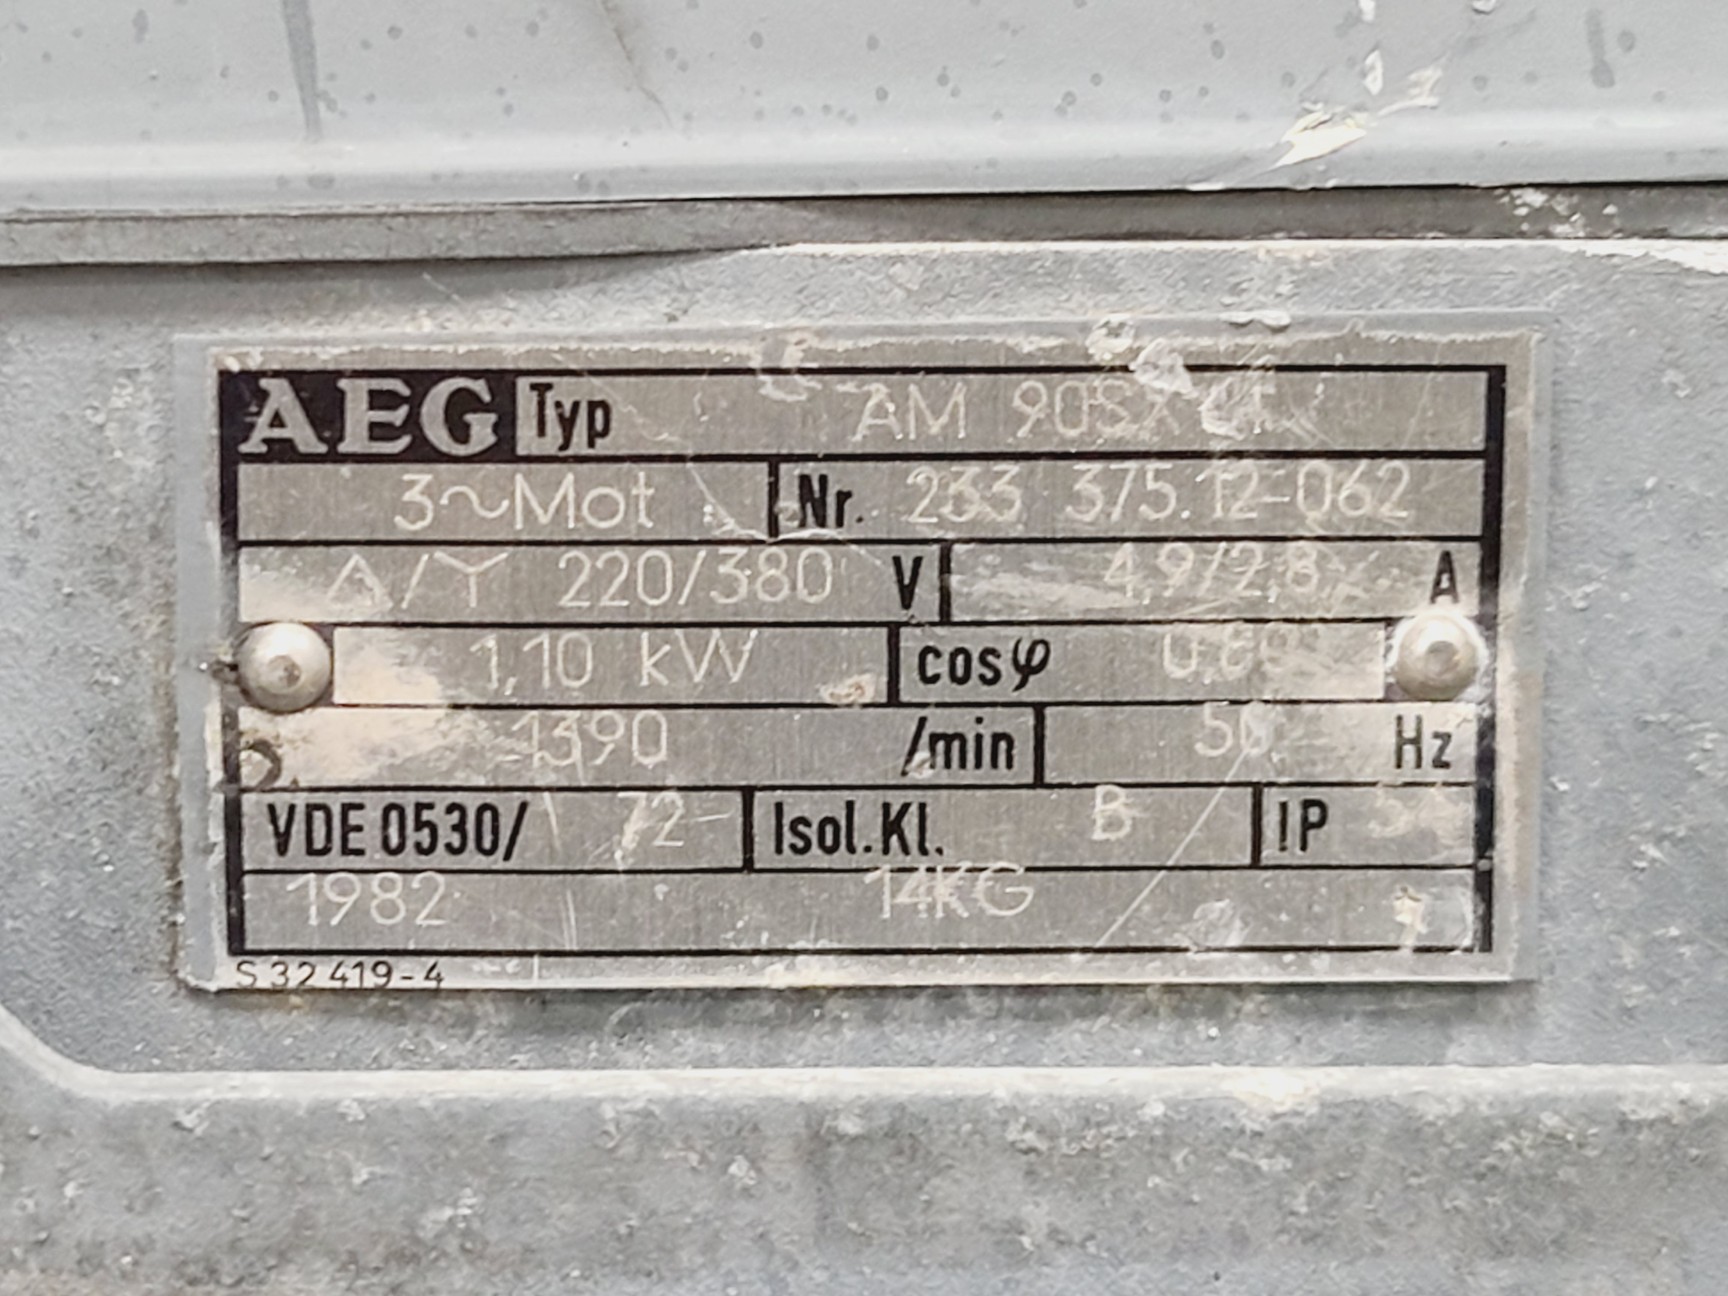 AEG Typ AM 90SX
3~Mot Nr. 233 375.12-062
Δ/Y 220/380 V 4,9/2,8 A
1,10 kW cosφ
1390 /min 50 Hz
VDE 0530/ 72 Isol.Kl. B IP
1982 14KG
S 32 419-4